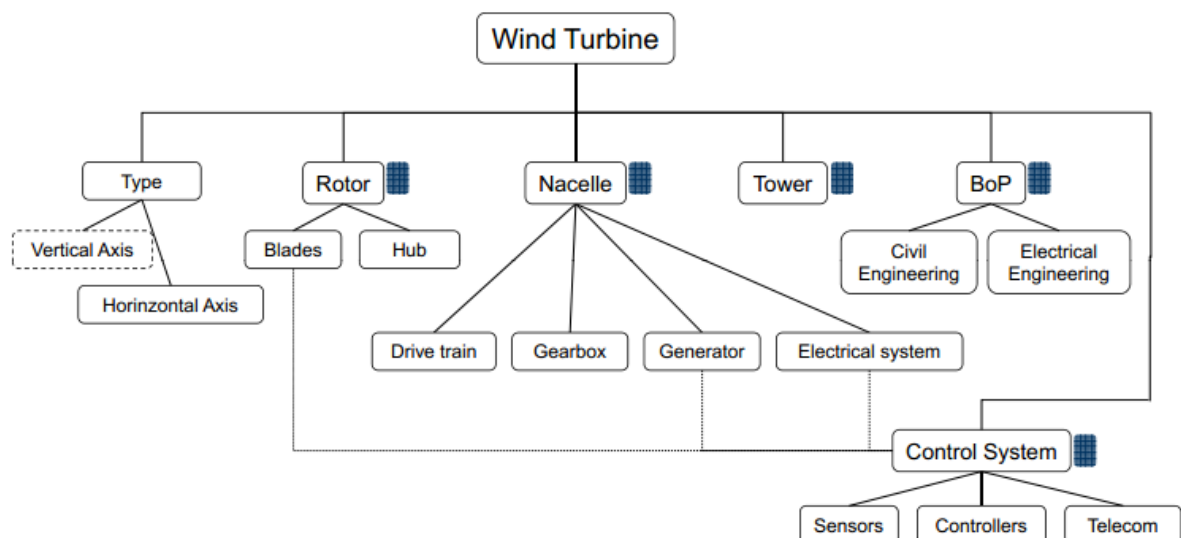 Wind Turbine
Type
Rotor
Nacelle
Tower
BoP
Vertical Axis
Blades
Hub
Civil
Engineering
Electrical
Engineering
Horinzontal Axis
Drive train
Gearbox
Generator
Electrical system
Control System
Sensors
Controllers
Telecom